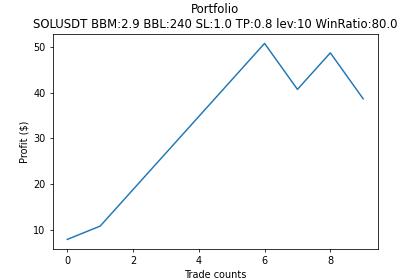 Portfolio
SOLUSDT BBM:2.9 BBL:240 SL:1.0 TP:0.8 lev:10 WinRatio:80.0
50
40
30
20
10
Profit ($)
0 2 4 6 8
Trade counts